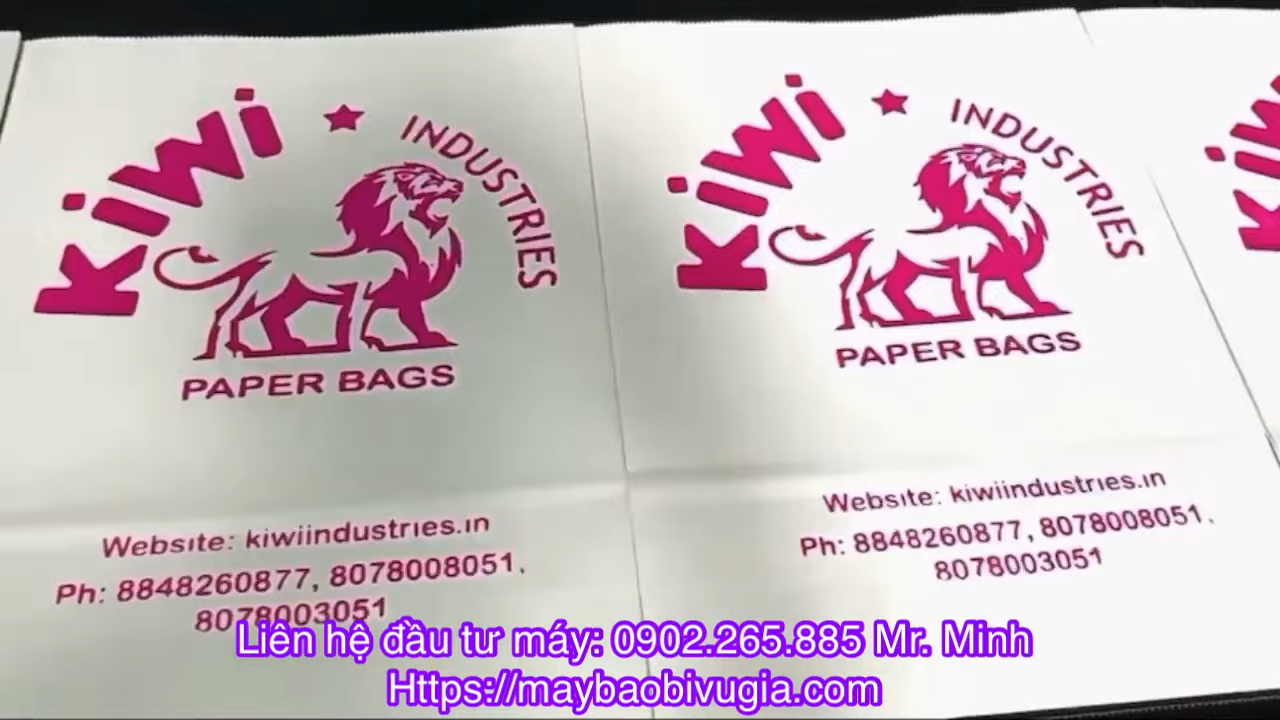 Kiwi ★ INDUSTRIES
PAPER BAGS
Website: kiwiindustries.in
Ph: 8848260877, 8078008051,
8078003051
Kiwi ★ INDUSTRIES
PAPER BAGS
Website: kiwiindustries.in
Ph: 8848260877, 8078008051,
8078003051
Liên hệ đầu tư máy: 0902.265.885 Mr. Minh
Https://maybaobivugia.com